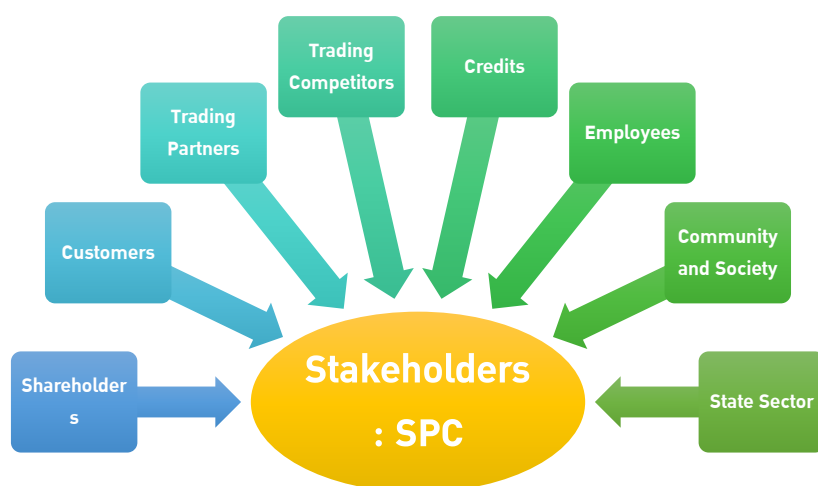 Trading
Competitors
Credits
Trading
Partners
Employees
Customers
Community
and Society
Shareholder
s
State Sector
Stakeholders
: SPC